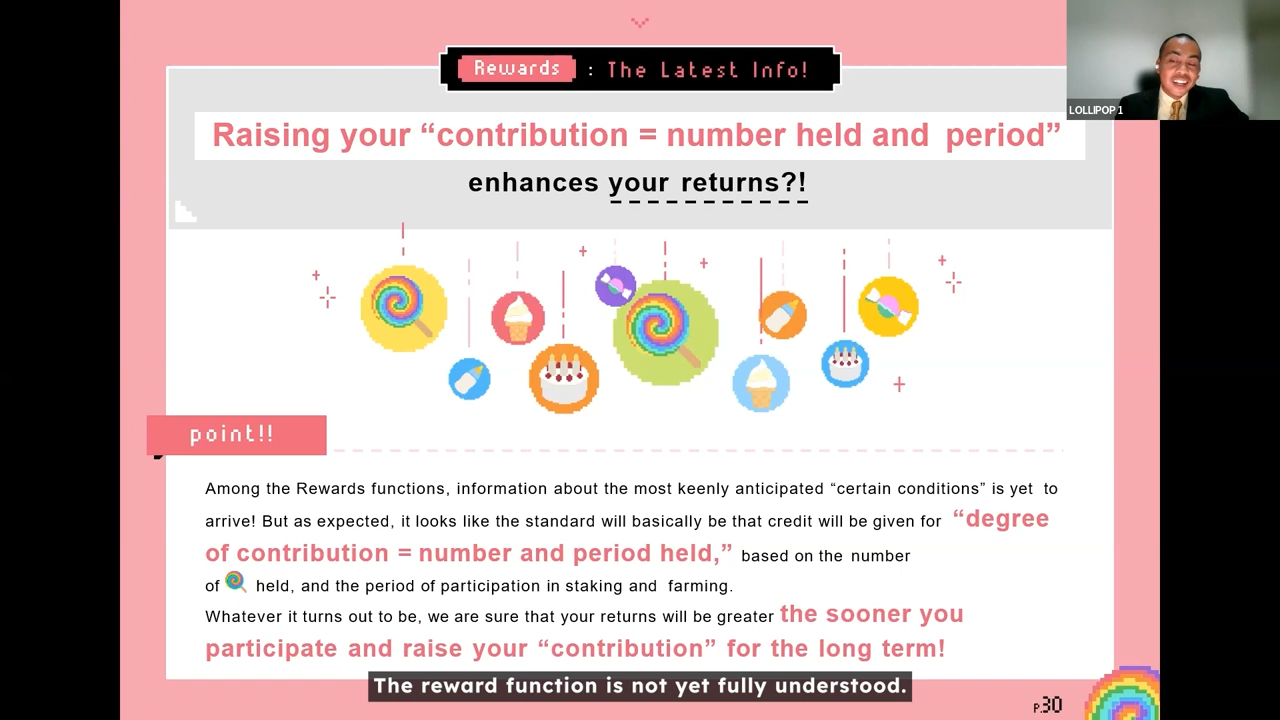 Rewards : The Latest Info!
LOLLIPOP 1
Raising your “contribution = number held and period”
enhances your returns?!
point!!
Among the Rewards functions, information about the most keenly anticipated “certain conditions” is yet to
arrive! But as expected, it looks like the standard will basically be that credit will be given for “degree
of contribution = number and period held,” based on the number
of held, and the period of participation in staking and farming.
Whatever it turns out to be, we are sure that your returns will be greater the sooner you
participate and raise your “contribution” for the long term!
The reward function is not yet fully understood.
P.30